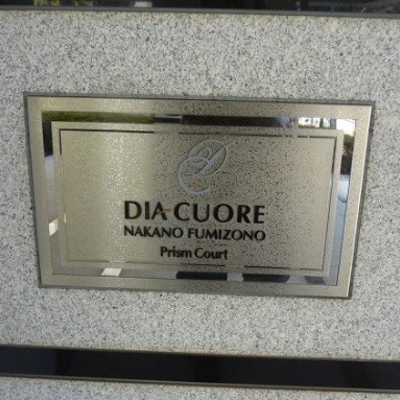 DIA CUORE
NAKANO FUMIZONO
Prism Court